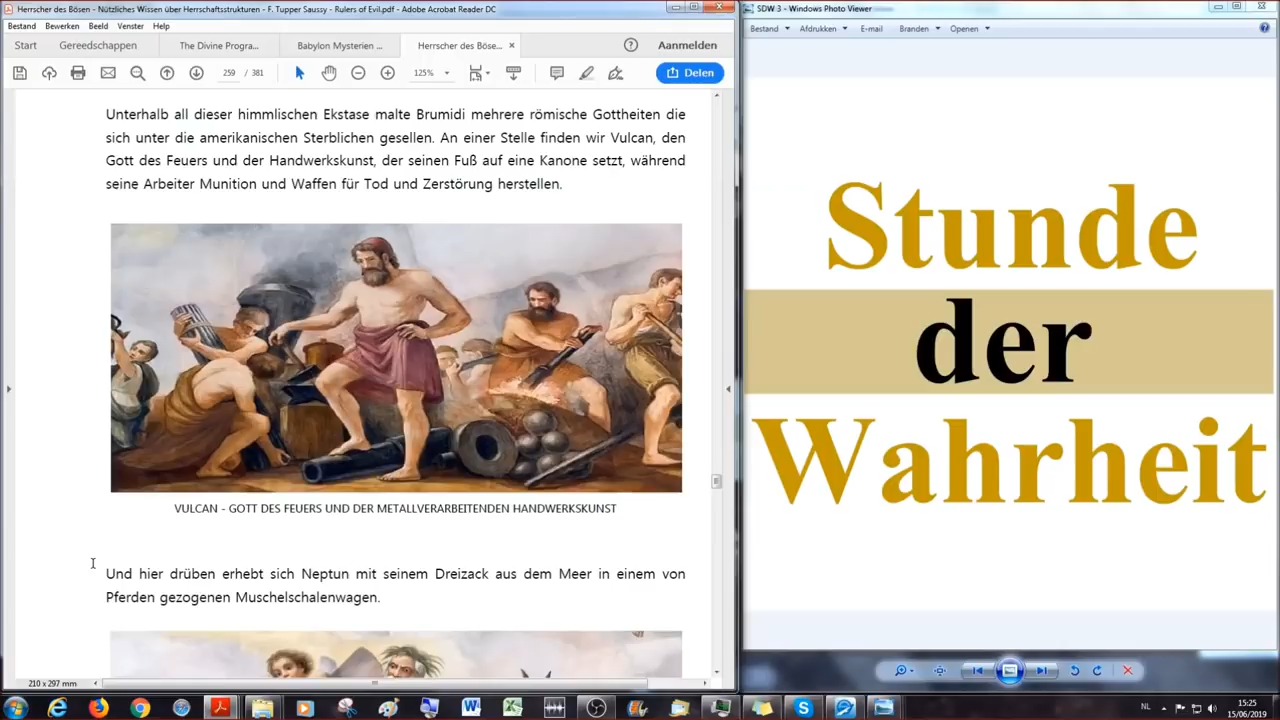 Herrschaft des Bösen - Nützliches Wissen über Herrschaftsstrukturen - F. Tupper Saussy - Rulers of Evil.pdf - Adobe Acrobat Reader DC
Bestand Bewerken Beeld Venster Help
Start Gereedschappen The Divine Progra... Babylon Mysterien ... Herrscher des Böse... × Aanmelden
259 / 381 125% Delen
Unterhalb all dieser himmlischen Ekstase malte Brumidi mehrere römische Gottheiten die
sich unter die amerikanischen Sterblichen gesellen. An einer Stelle finden wir Vulcan, den
Gott des Feuers und der Handwerkskunst, der seinen Fuß auf eine Kanone setzt, während
seine Arbeiter Munition und Waffen für Tod und Zerstörung herstellen.
VULCAN - GOTT DES FEUERS UND DER METALLVERARBEITENDEN HANDWERKSKUNST
Und hier drüben erhebt sich Neptun mit seinem Dreizack aus dem Meer in einem von
Pferden gezogenen Muschelschalenwagen.
210 x 297 mm
SDW 3 - Windows Photo Viewer
Bestand Afdrukken E-mail Branden Openen
Stunde
der
Wahrheit
NL 15:25
15/06/2019